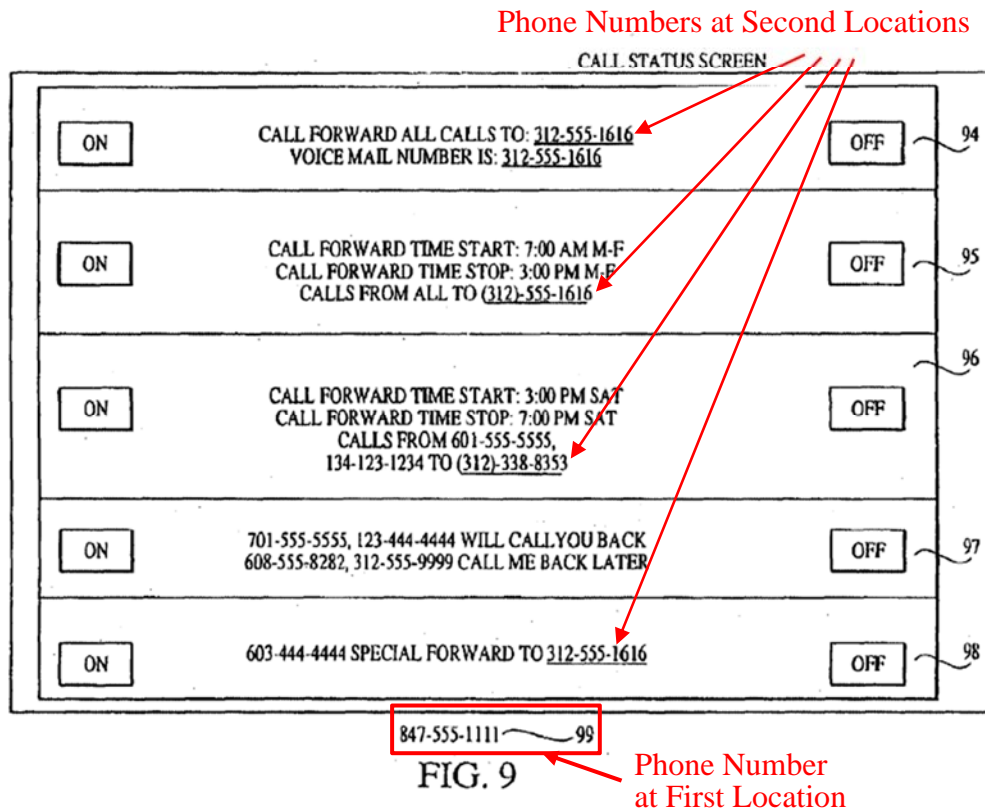 Phone Numbers at Second Locations
CALL STATUS SCREEN
ON
CALL FORWARD ALL CALLS TO: 312-555-1616
VOICE MAIL NUMBER IS: 312-555-1616
OFF
94
ON
CALL FORWARD TIME START: 7:00 AM M-F
CALL FORWARD TIME STOP: 3:00 PM M-F
CALLS FROM ALL TO (312)-555-1616
OFF
95
96
ON
CALL FORWARD TIME START: 3:00 PM SAT
CALL FORWARD TIME STOP: 7:00 PM SAT
CALLS FROM 601-555-5555,
134-123-1234 TO (312)-338-8353
OFF
ON
701-555-5555, 123-444-4444 WILL CALL YOU BACK
608-555-8282, 312-555-9999 CALL ME BACK LATER
OFF
97
ON
603-444-4444 SPECIAL FORWARD TO 312-555-1616
OFF
98
847-555-1111 99
FIG. 9
Phone Number
at First Location